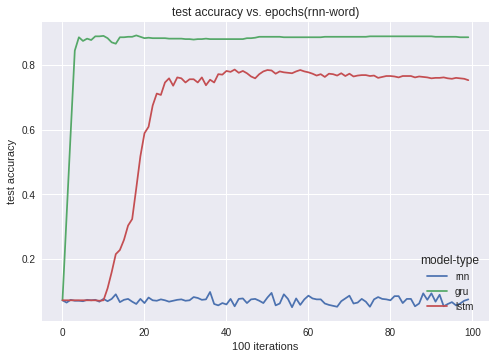 test accuracy vs. epochs(rnn-word)
test accuracy
0.8
0.6
0.4
0.2
model-type
rnn
gru
lstm
0 20 40 60 80 100
100 iterations